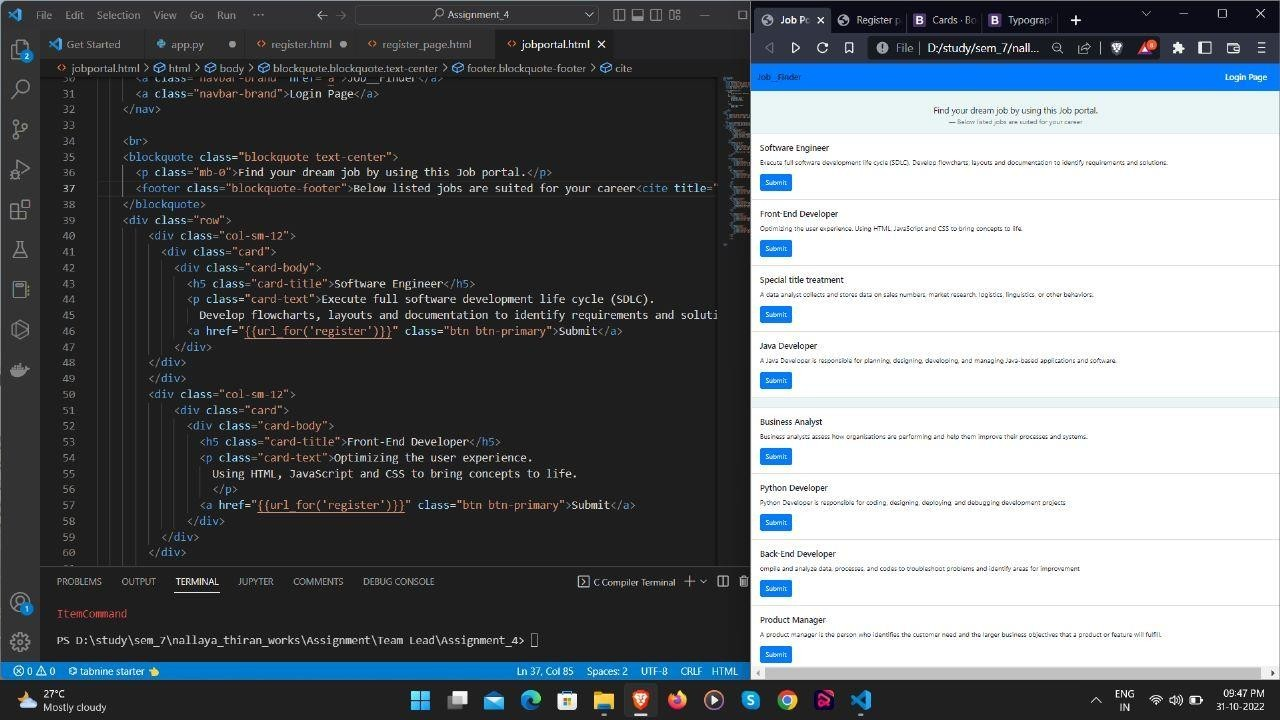 File Edit Selection View Go Run ··· Assignment_4
Get Started app.py register.html register_page.html jobportal.html
jobportal.html > html > body > blockquote.blockquote.text-center > footer.blockquote-footer > cite
30 <a class="navbar-brand" href="a">Job__Finder</a>
31 <a class="navbar-brand">Login Page</a>
32 </nav>
33
34 <br>
35 <blockquote class="blockquote text-center">
36 <p class="mb-0">Find your dream job by using this Job portal.</p>
37 <footer class="blockquote-footer">Below listed jobs are suited for your career<cite title="
38 </blockquote>
39 <div class="row">
40 <div class="col-sm-12">
41 <div class="card">
42 <div class="card-body">
43 <h5 class="card-title">Software Engineer</h5>
44 <p class="card-text">Execute full software development life cycle (SDLC).
45 Develop flowcharts, layouts and documentation to identify requirements and soluti
46 <a href="{{url_for('register')}}" class="btn btn-primary">Submit</a>
47 </div>
48 </div>
49 </div>
50 <div class="col-sm-12">
51 <div class="card">
52 <div class="card-body">
53 <h5 class="card-title">Front-End Developer</h5>
54 <p class="card-text">Optimizing the user experience.
55 Using HTML, JavaScript and CSS to bring concepts to life.
56 </p>
57 <a href="{{url_for('register')}}" class="btn btn-primary">Submit</a>
58 </div>
59 </div>
60 </div>
PROBLEMS OUTPUT TERMINAL JUPYTER COMMENTS DEBUG CONSOLE C Compiler Terminal
ItemCommand
PS D:\study\sem_7\nallaya_thiran_works\Assignment\Team Lead\Assignment_4>
0 0 tabnine starter Ln 37, Col 85 Spaces: 2 UTF-8 CRLF HTML
2
1
Job Po Register p Cards · Bo Typograp
File D:/study/sem_7/nall... 8
Job__Finder Login Page
Find your dream job by using this Job portal.
— Below listed jobs are suited for your career
Software Engineer
Execute full software development life cycle (SDLC). Develop flowcharts, layouts and documentation to identify requirements and solutions.
Submit
Front-End Developer
Optimizing the user experience. Using HTML, JavaScript and CSS to bring concepts to life.
Submit
Special title treatment
A data analyst collects and stores data on sales numbers, market research, logistics, linguistics, or other behaviors.
Submit
Java Developer
A Java Developer is responsible for planning, designing, developing, and managing Java-based applications and software.
Submit
Business Analyst
Business analysts assess how organisations are performing and help them improve their processes and systems.
Submit
Python Developer
Python Developer is responsible for coding, designing, deploying, and debugging development projects
Submit
Back-End Developer
ompile and analyze data, processes, and codes to troubleshoot problems and identify areas for improvement
Submit
Product Manager
A product manager is the person who identifies the customer need and the larger business objectives that a product or feature will fulfill.
Submit
27°C
Mostly cloudy
ENG
IN
09:47 PM
31-10-2022